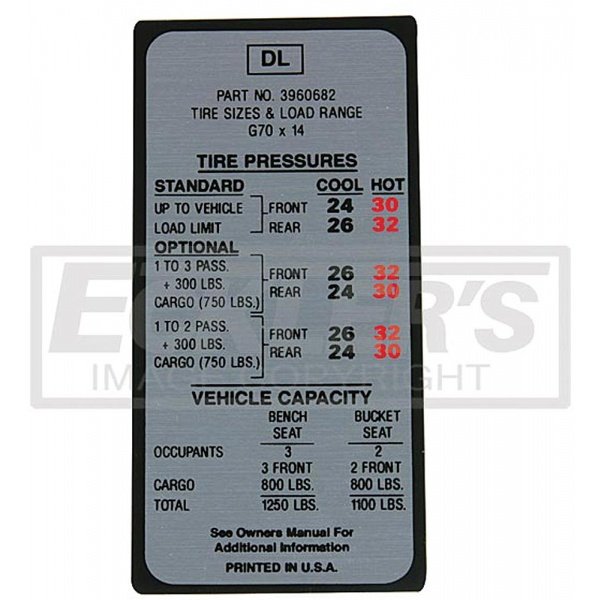 DL
PART NO. 3960682
TIRE SIZES & LOAD RANGE
G70 x 14
TIRE PRESSURES
STANDARD COOL HOT
UP TO VEHICLE FRONT 24 30
LOAD LIMIT REAR 26 32
OPTIONAL
1 TO 3 PASS. FRONT 26 32
+ 300 LBS. REAR 24 30
CARGO (750 LBS.)
1 TO 2 PASS. FRONT 26 32
+ 300 LBS. REAR 24 30
CARGO (750 LBS.)
ECKLER'S
IMAGE COPYRIGHT
VEHICLE CAPACITY
BENCH BUCKET
SEAT SEAT
OCCUPANTS 3 2
3 FRONT 2 FRONT
CARGO 800 LBS. 800 LBS.
TOTAL 1250 LBS. 1100 LBS.
See Owners Manual For
Additional Information
PRINTED IN U.S.A.